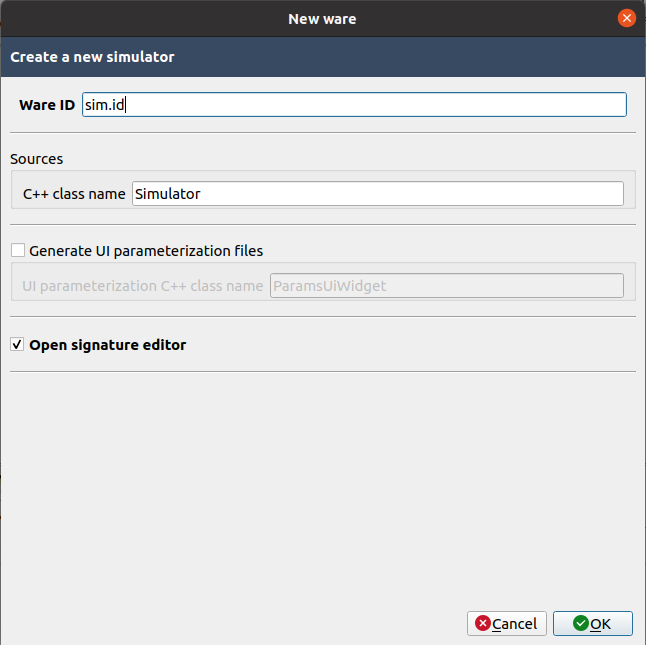 New ware
Create a new simulator
Ware ID sim.id
Sources
C++ class name Simulator
Generate UI parameterization files
UI parameterization C++ class name ParamsUiWidget
Open signature editor
Cancel OK